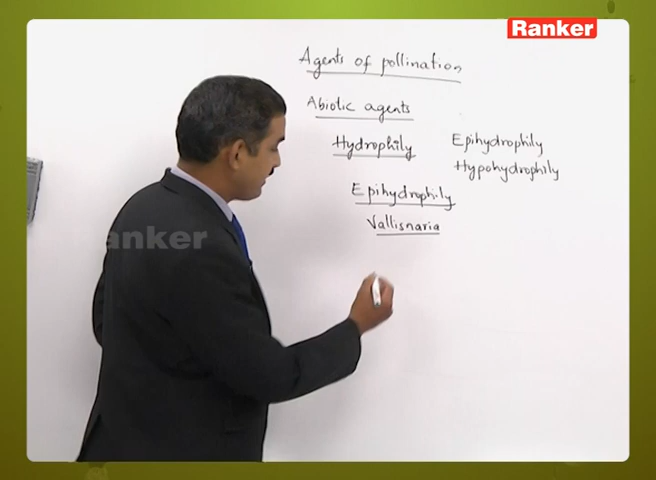 Ranker
Agents of pollination
Abiotic agents
Hydrophily
Epihydrophily
Hypohydrophily
Epihydrophily
Vallisnaria
Ranker